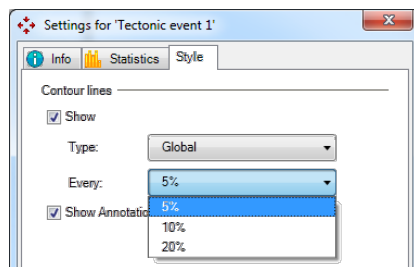 Settings for 'Tectonic event 1'
Info Statistics Style
Contour lines
Show
Type: Global
Every: 5%
5%
Show
10%
20%